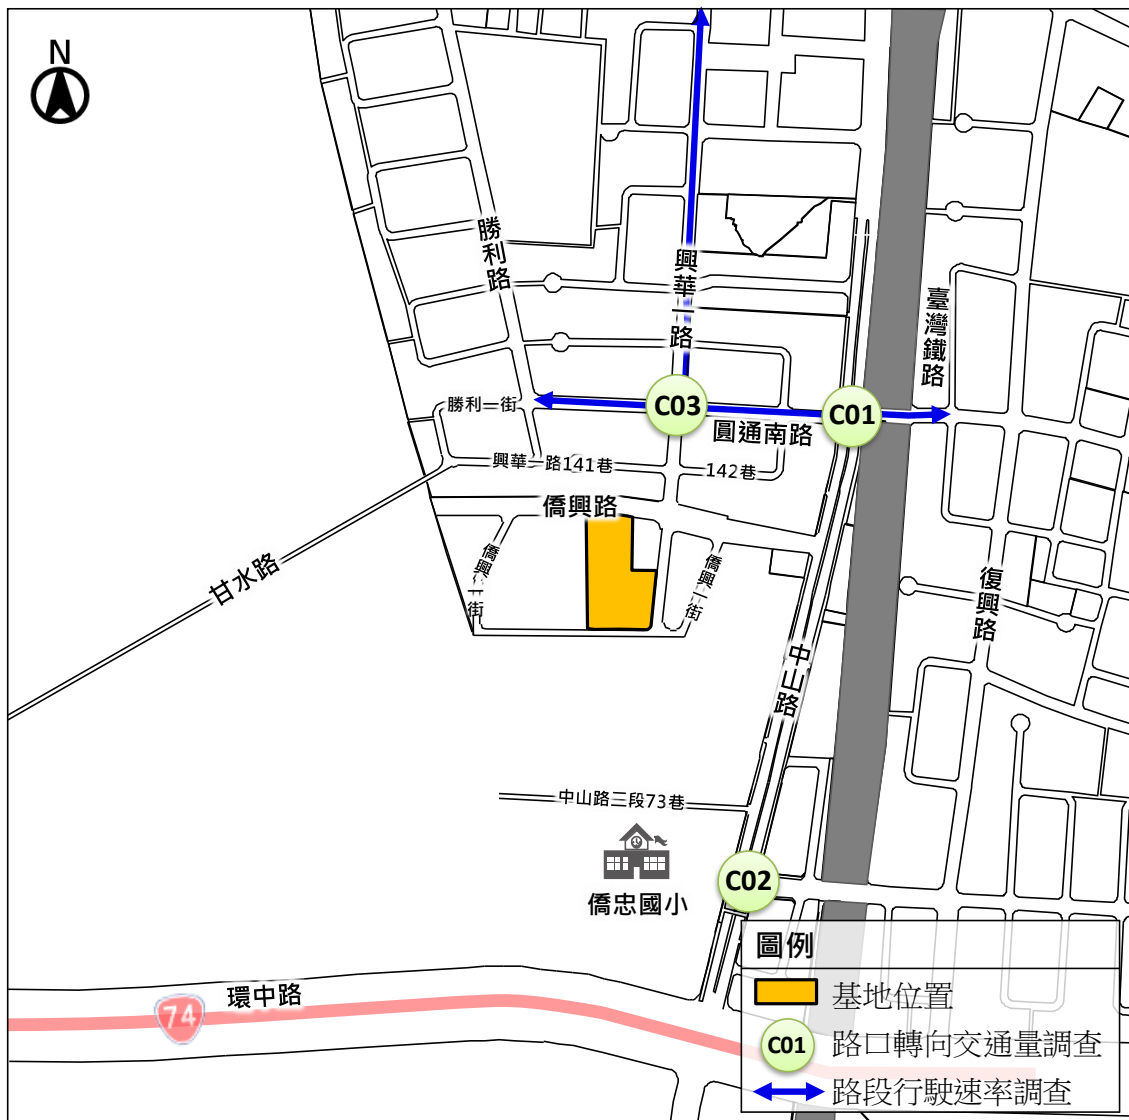 N
勝利路
興華一路
臺灣鐵路
勝利一街
C03
C01
圓通南路
興華一路141巷
142巷
僑興路
僑興二街
僑興一街
甘水路
復興路
中山路
中山路二段73巷
C02
僑忠國小
圖例
環中路
74
基地位置
C01
路口轉向交通量調查
路段行駛速率調查